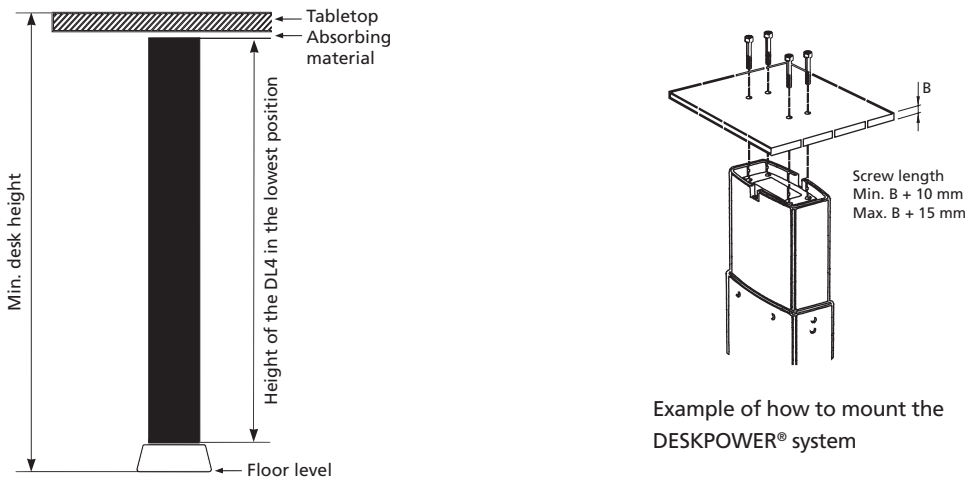 Tabletop
Absorbing
material
Min. desk height
Height of the DL4 in the lowest position
Floor level
B
Screw length
Min. B + 10 mm
Max. B + 15 mm
Example of how to mount the
DESKPOWER® system